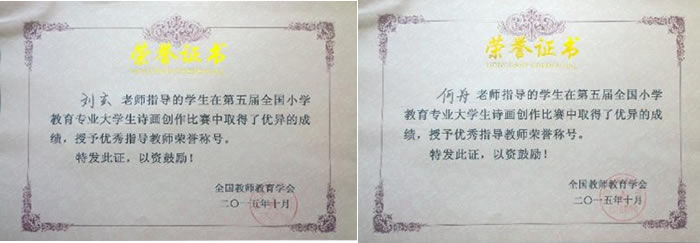 荣誉证书
刘玄 老师指导的学生在第五届全国小学
教育专业大学生诗画创作比赛中取得了优异的成
绩，授予优秀指导教师荣誉称号。
特发此证，以资鼓励！
全国教师教育学会
二〇一五年十月
荣誉证书
何丹 老师指导的学生在第五届全国小学
教育专业大学生诗画创作比赛中取得了优异的成
绩，授予优秀指导教师荣誉称号。
特发此证，以资鼓励！
全国教师教育学会
二〇一五年十月